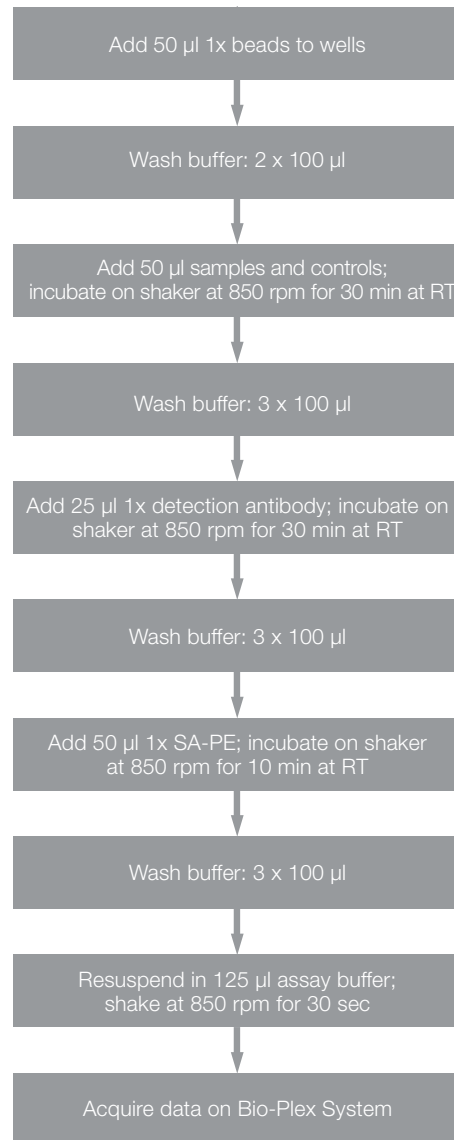 Add 50 µl 1x beads to wells
Wash buffer: 2 x 100 µl
Add 50 µl samples and controls;
incubate on shaker at 850 rpm for 30 min at RT
Wash buffer: 3 x 100 µl
Add 25 µl 1x detection antibody; incubate on
shaker at 850 rpm for 30 min at RT
Wash buffer: 3 x 100 µl
Add 50 µl 1x SA-PE; incubate on shaker
at 850 rpm for 10 min at RT
Wash buffer: 3 x 100 µl
Resuspend in 125 µl assay buffer;
shake at 850 rpm for 30 sec
Acquire data on Bio-Plex System